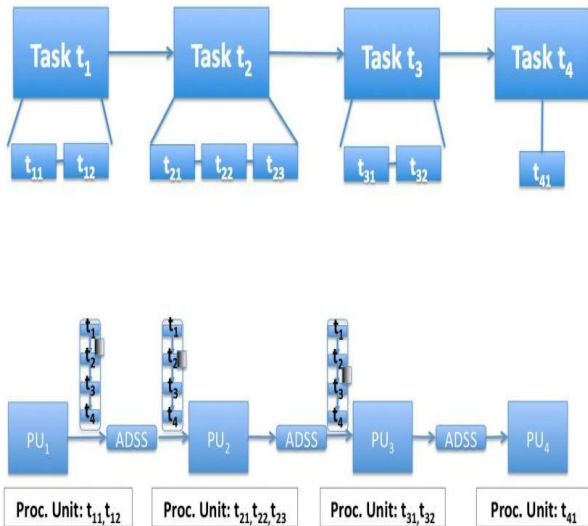 Task t₁ Task t₂ Task t₃ Task t₄
t₁₁ t₁₂ t₂₁ t₂₂ t₂₃ t₃₁ t₃₂ t₄₁
t₁ t₁ t₁
t₂ t₂ t₂
t₃ t₃ t₃
t₄ t₄ t₄
PU₁ ADSS PU₂ ADSS PU₃ ADSS PU₄
Proc. Unit: t₁₁,t₁₂ Proc. Unit: t₂₁,t₂₂,t₂₃ Proc. Unit: t₃₁,t₃₂ Proc. Unit: t₄₁